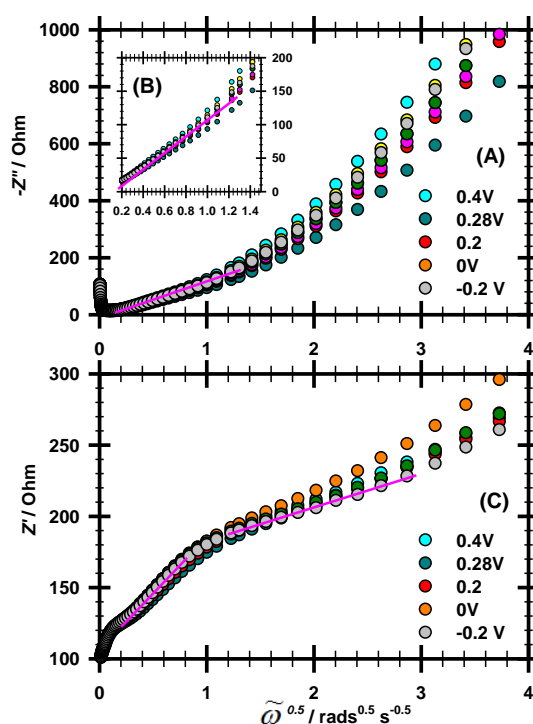 1000
800
600
400
200
0
-Z"/ Ohm
(B)
200
150
100
50
0
0.2 0.4 0.6 0.8 1.0 1.2 1.4
(A)
0.4V
0.28V
0.2
0V
-0.2 V
0 1 2 3 4
300
250
200
150
100
Z'/ Ohm
(C)
0.4V
0.28V
0.2
0V
-0.2 V
0 1 2 3 4
ω̃ 0.5 / rads0.5 s-0.5